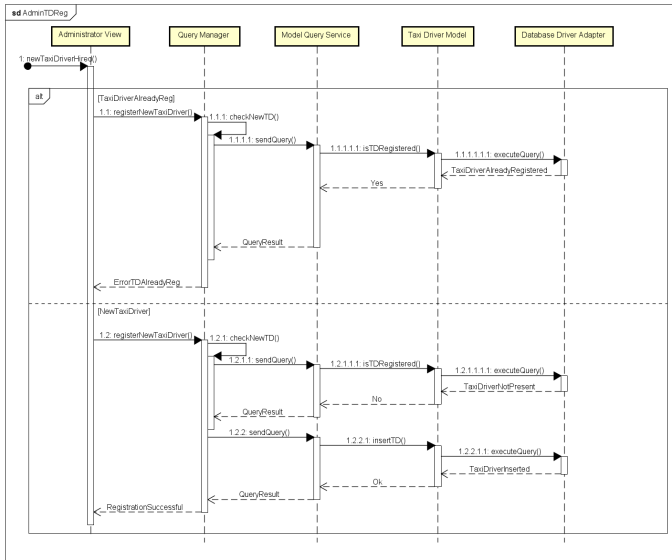 sd AdminTDReg
Administrator View
Query Manager
Model Query Service
Taxi Driver Model
Database Driver Adapter
1: newTaxiDriverHired()
alt
[TaxiDriverAlreadyReg]
1.1: registerNewTaxiDriver()
1.1.1: checkNewTD()
1.1.1.1: sendQuery()
1.1.1.1.1: isTDRegistered()
1.1.1.1.1.1: executeQuery()
TaxiDriverAlreadyRegistered
Yes
QueryResult
ErrorTDAlreadyReg
[NewTaxiDriver]
1.2: registerNewTaxiDriver()
1.2.1: checkNewTD()
1.2.1.1: sendQuery()
1.2.1.1.1: isTDRegistered()
1.2.1.1.1.1: executeQuery()
TaxiDriverNotPresent
No
QueryResult
1.2.2: sendQuery()
1.2.2.1: insertTD()
1.2.2.1.1: executeQuery()
TaxiDriverInserted
Ok
QueryResult
RegistrationSuccessful